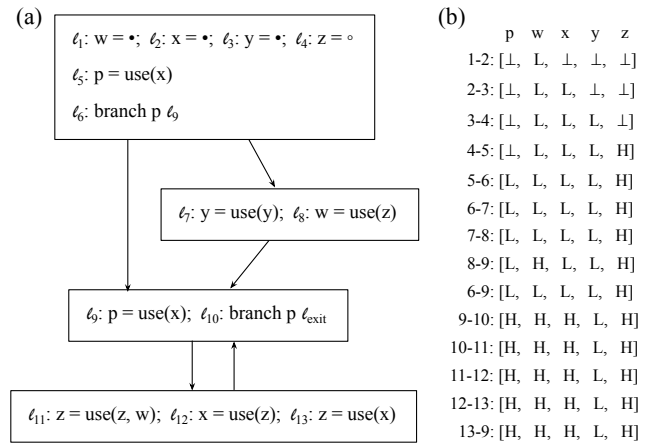 (a)
ℓ1: w = •; ℓ2: x = •; ℓ3: y = •; ℓ4: z = ◦
ℓ5: p = use(x)
ℓ6: branch p ℓ9
ℓ7: y = use(y); ℓ8: w = use(z)
ℓ9: p = use(x); ℓ10: branch p ℓexit
ℓ11: z = use(z, w); ℓ12: x = use(z); ℓ13: z = use(x)
(b)
p w x y z
1-2: [⊥, L, ⊥, ⊥, ⊥]
2-3: [⊥, L, L, ⊥, ⊥]
3-4: [⊥, L, L, L, ⊥]
4-5: [⊥, L, L, L, H]
5-6: [L, L, L, L, H]
6-7: [L, L, L, L, H]
7-8: [L, L, L, L, H]
8-9: [L, H, L, L, H]
6-9: [L, L, L, L, H]
9-10: [H, H, H, L, H]
10-11: [H, H, H, L, H]
11-12: [H, H, H, L, H]
12-13: [H, H, H, L, H]
13-9: [H, H, H, L, H]